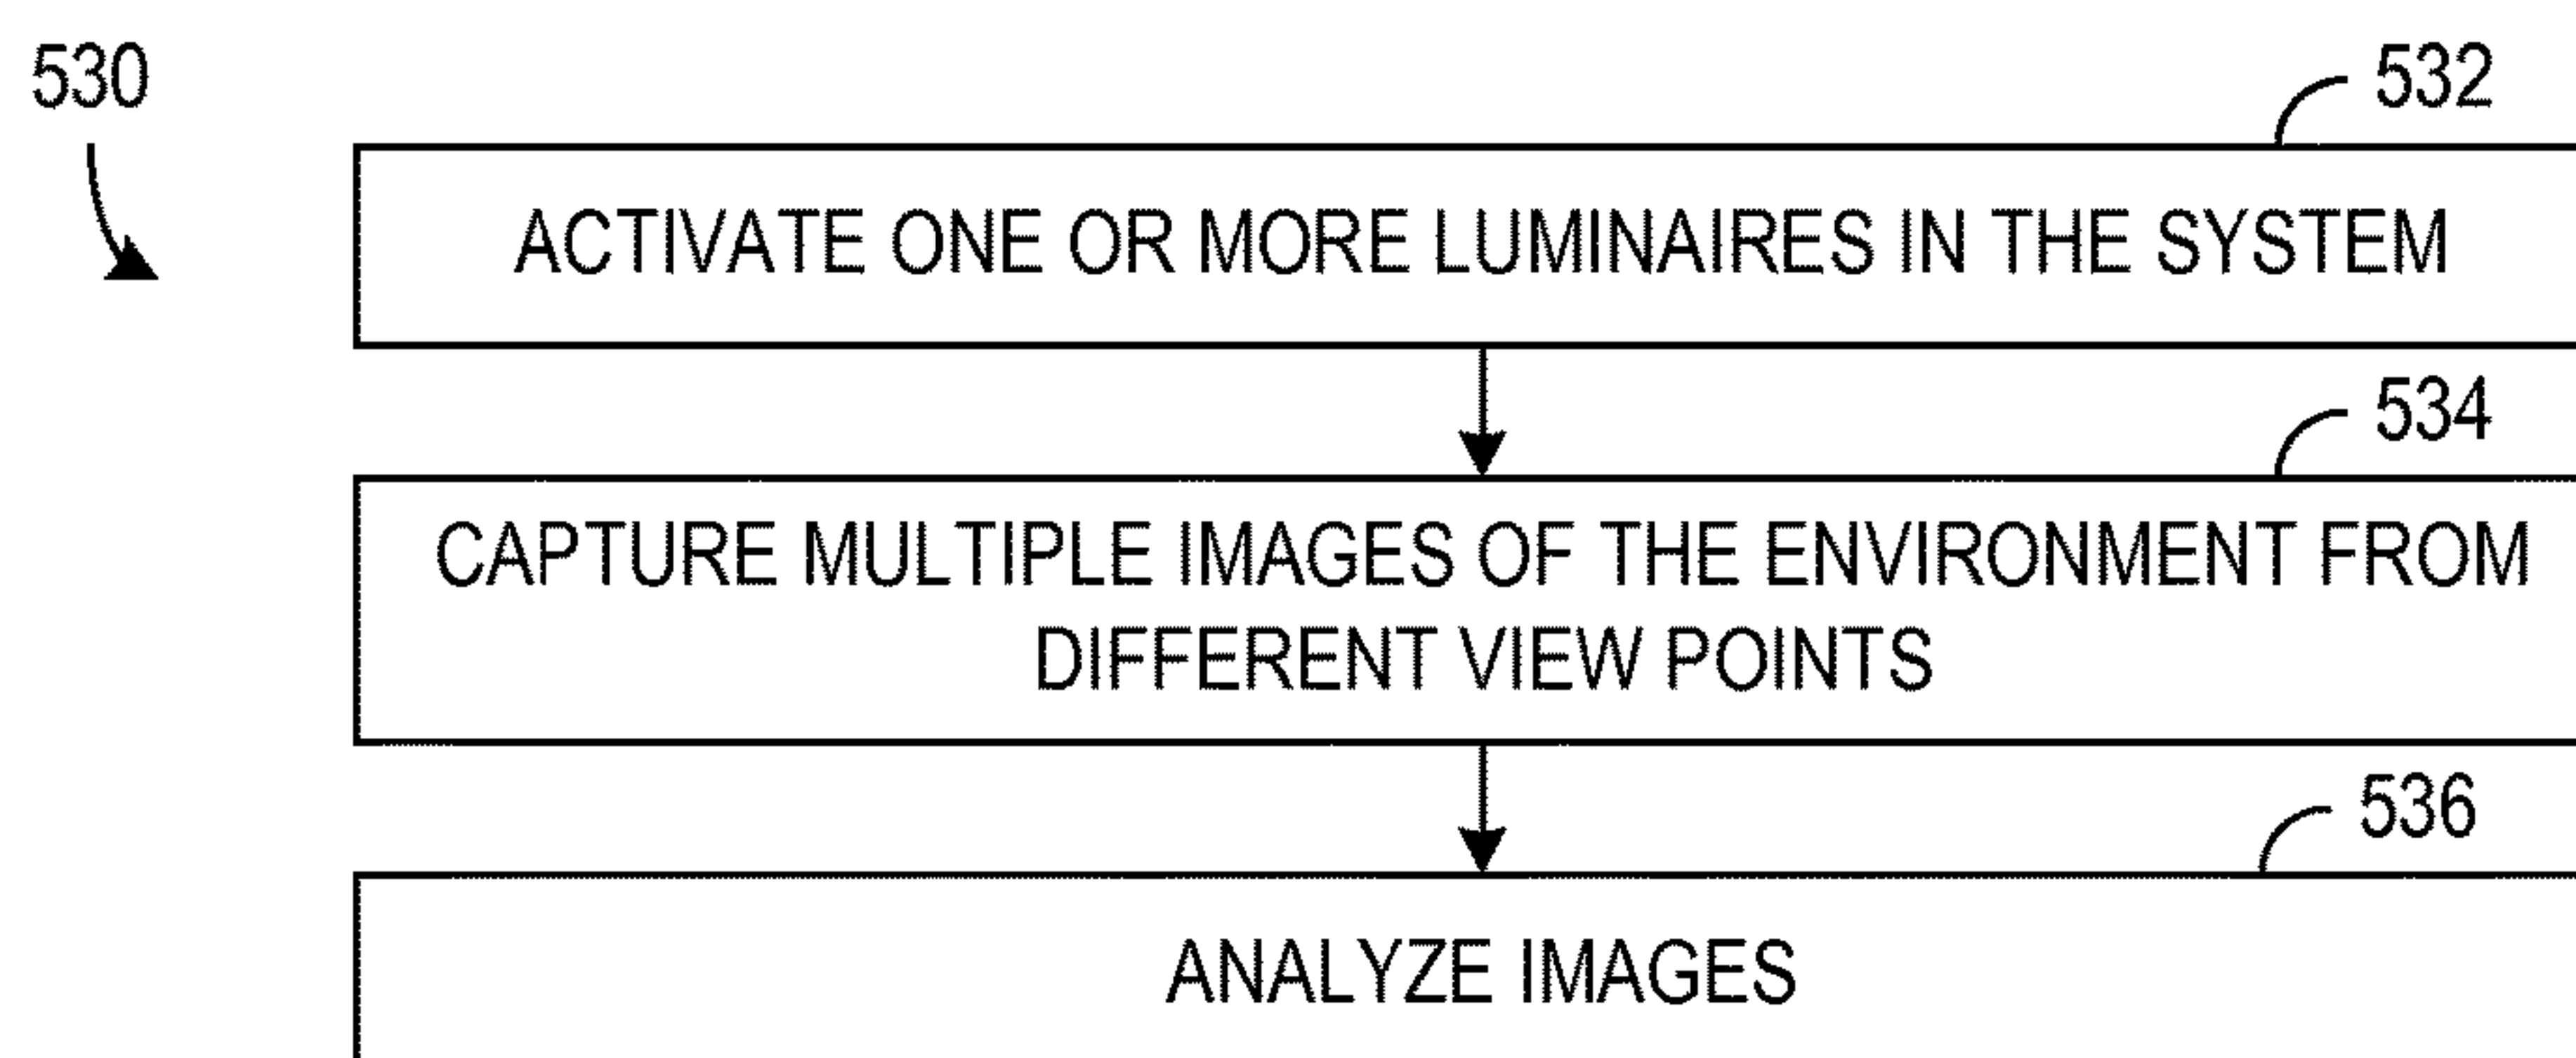 530
532
ACTIVATE ONE OR MORE LUMINAIRES IN THE SYSTEM
534
CAPTURE MULTIPLE IMAGES OF THE ENVIRONMENT FROM
DIFFERENT VIEW POINTS
536
ANALYZE IMAGES